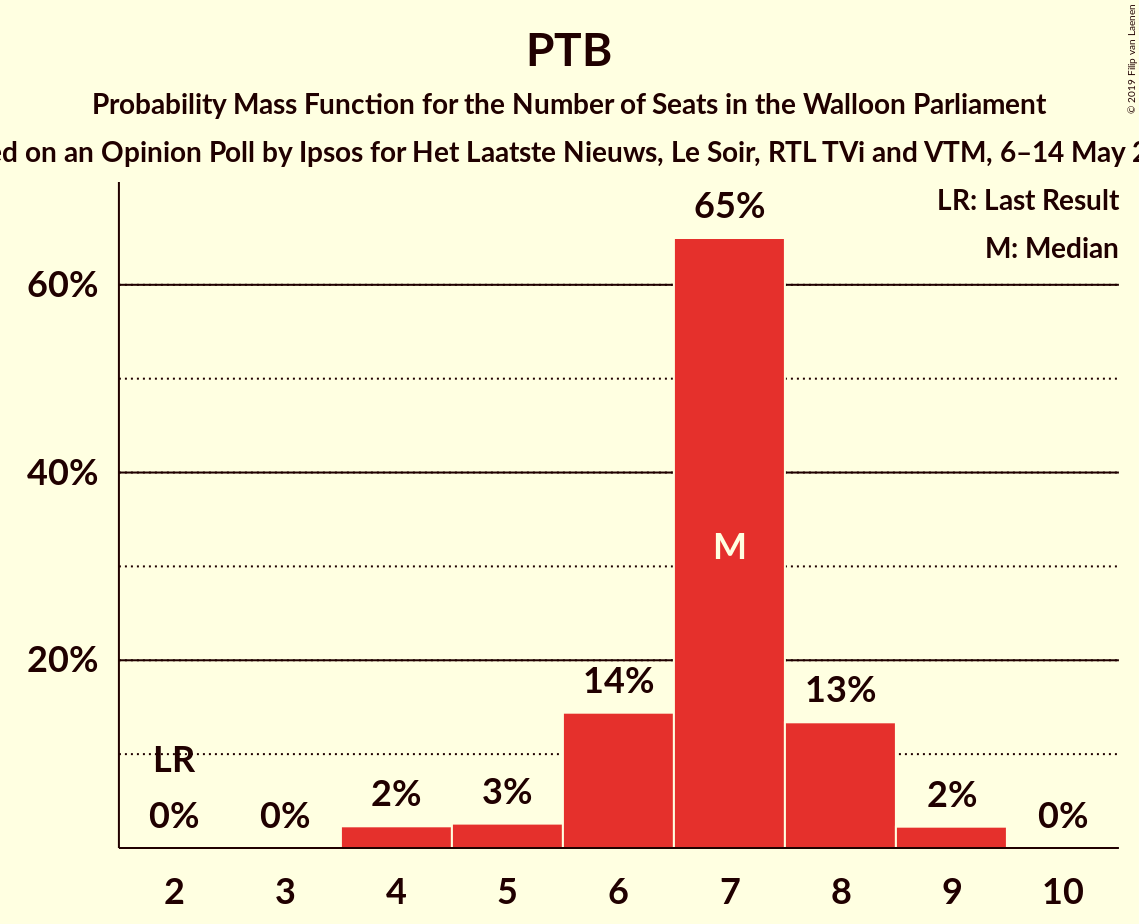 PTB
Probability Mass Function for the Number of Seats in the Walloon Parliament
on an Opinion Poll by Ipsos for Het Laatste Nieuws, Le Soir, RTL TVi and VTM, 6–14 May
© 2019 Filip van Laenen
LR: Last Result
M: Median
65%
60%
40%
20%
M
14%
13%
LR
0%
0%
2%
3%
2%
0%
2
3
4
5
6
7
8
9
10